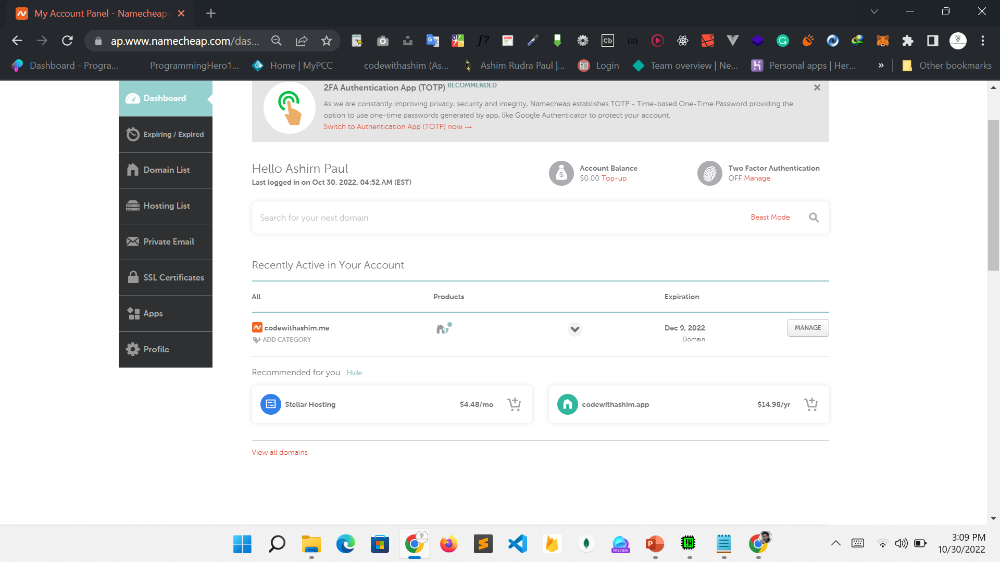 My Account Panel - Namecheap.
ap.www.namecheap.com/das...
Dashboard - Progra...
ProgrammingHero1...
Home | MyPCC
codewithashim (As...
Ashim Rudra Paul |...
Login
Team overview | Ne...
Personal apps | Her...
»
Other bookmarks
Dashboard
Expiring / Expired
Domain List
Hosting List
Private Email
SSL Certificates
Apps
Profile
2FA Authentication App (TOTP) RECOMMENDED
As we are constantly improving privacy, security and integrity, Namecheap establishes TOTP - Time-based One-Time Password providing the
option to use one-time passwords generated by app, like Google Authenticator to protect your account.
Switch to Authentication App (TOTP) now →
Hello Ashim Paul
Last logged in on Oct 30, 2022, 04:52 AM (EST)
Account Balance
$0.00 Top-up
Two Factor Authentication
OFF Manage
Search for your next domain
Beast Mode
Recently Active in Your Account
All Products Expiration
codewithashim.me
ADD CATEGORY
Dec 9, 2022
Domain
MANAGE
Recommended for you Hide
Stellar Hosting $4.48/mo
codewithashim.app $14.98/yr
View all domains
PREVIEW
3:09 PM
10/30/2022